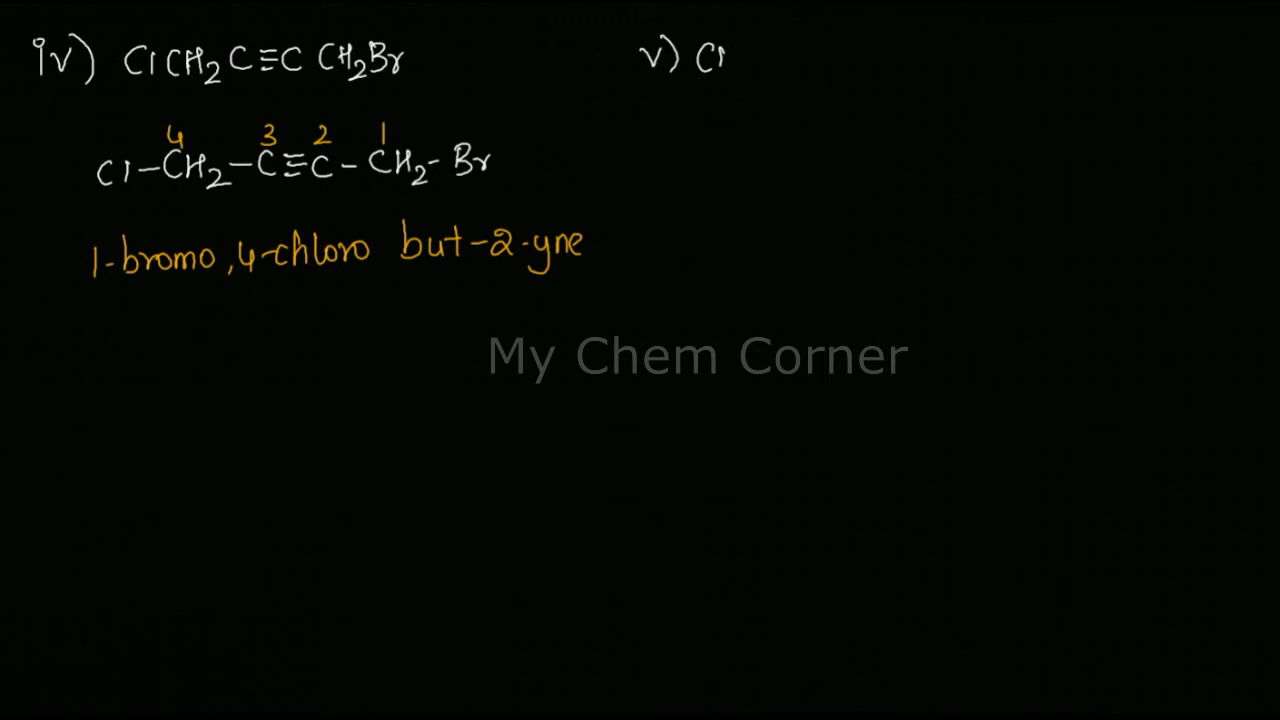 iv) ClCH₂C≡CCH₂Br
v) Cl
4 3 2 1
Cl–CH₂–C≡C–CH₂–Br
1-bromo,4-chloro but-2-yne
My Chem Corner